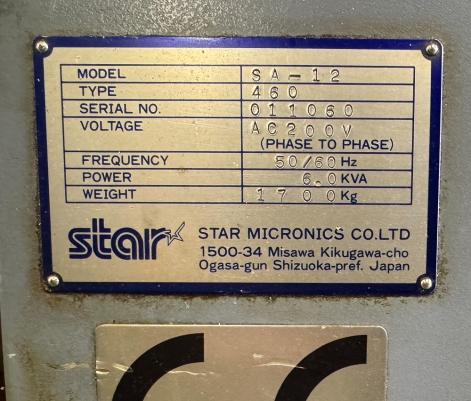 MODEL SA-12
TYPE 460
SERIAL NO. 011060
VOLTAGE AC200V
(PHASE TO PHASE)
FREQUENCY 50/60 Hz
POWER 6.0 KVA
WEIGHT 1700 Kg
star STAR MICRONICS CO.LTD
1500-34 Misawa Kikugawa-cho
Ogasa-gun Shizuoka-pref. Japan
CE